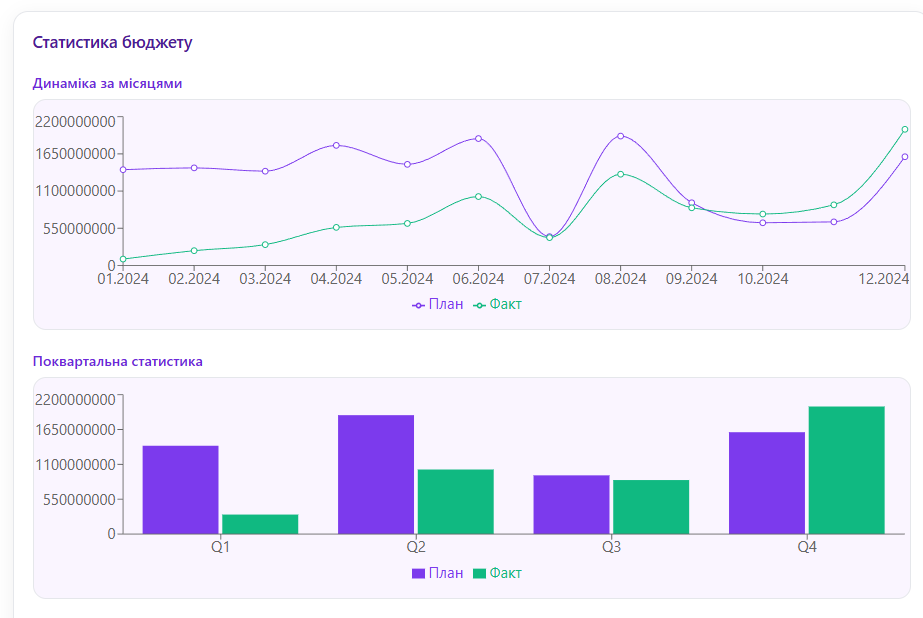 Статистика бюджету
Динаміка за місяцями
2200000000
1650000000
1100000000
550000000
0
01.2024 02.2024 03.2024 04.2024 05.2024 06.2024 07.2024 08.2024 09.2024 10.2024 12.2024
План Факт
Поквартальна статистика
2200000000
1650000000
1100000000
550000000
0
Q1 Q2 Q3 Q4
План Факт